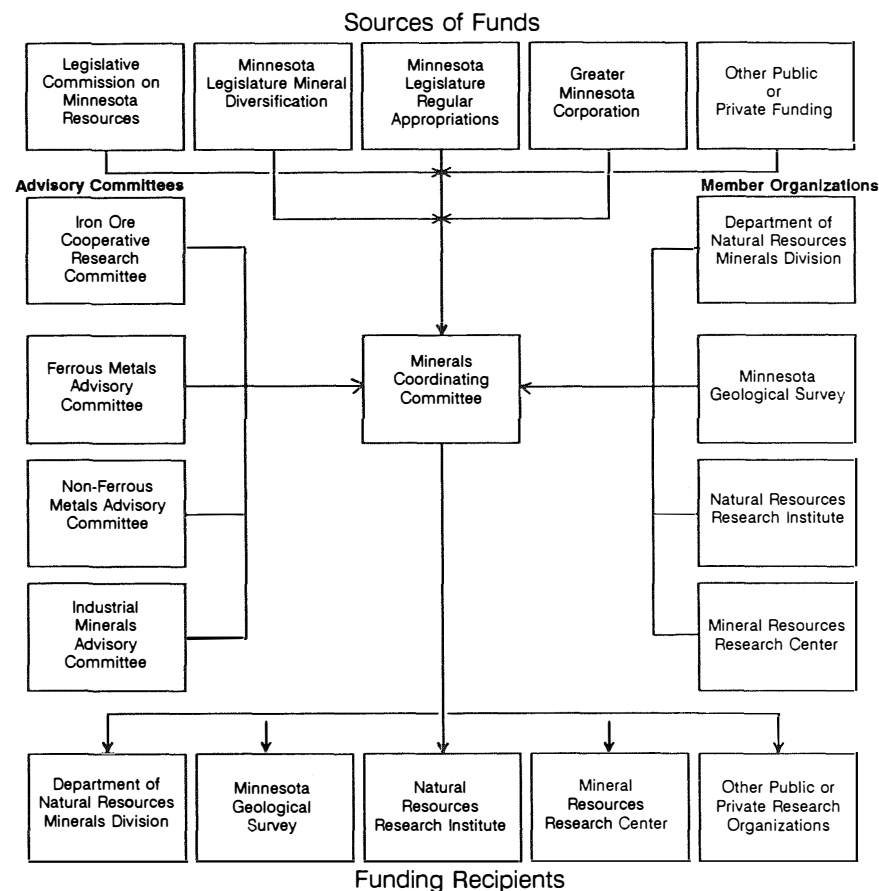 Sources of Funds
Legislative
Commission on
Minnesota
Resources
Minnesota
Legislature Mineral
Diversification
Minnesota
Legislature
Regular
Appropriations
Greater
Minnesota
Corporation
Other Public
or
Private Funding
Advisory Committees
Member Organizations
Iron Ore
Cooperative
Research
Committee
Department of
Natural Resources
Minerals Division
Ferrous Metals
Advisory
Committee
Minerals
Coordinating
Committee
Minnesota
Geological Survey
Non-Ferrous
Metals Advisory
Committee
Natural Resources
Research Institute
Industrial
Minerals
Advisory
Committee
Mineral Resources
Research Center
Department of
Natural Resources
Minerals Division
Minnesota
Geological
Survey
Natural
Resources
Research Institute
Mineral
Resources
Research Center
Other Public or
Private Research
Organizations
Funding Recipients